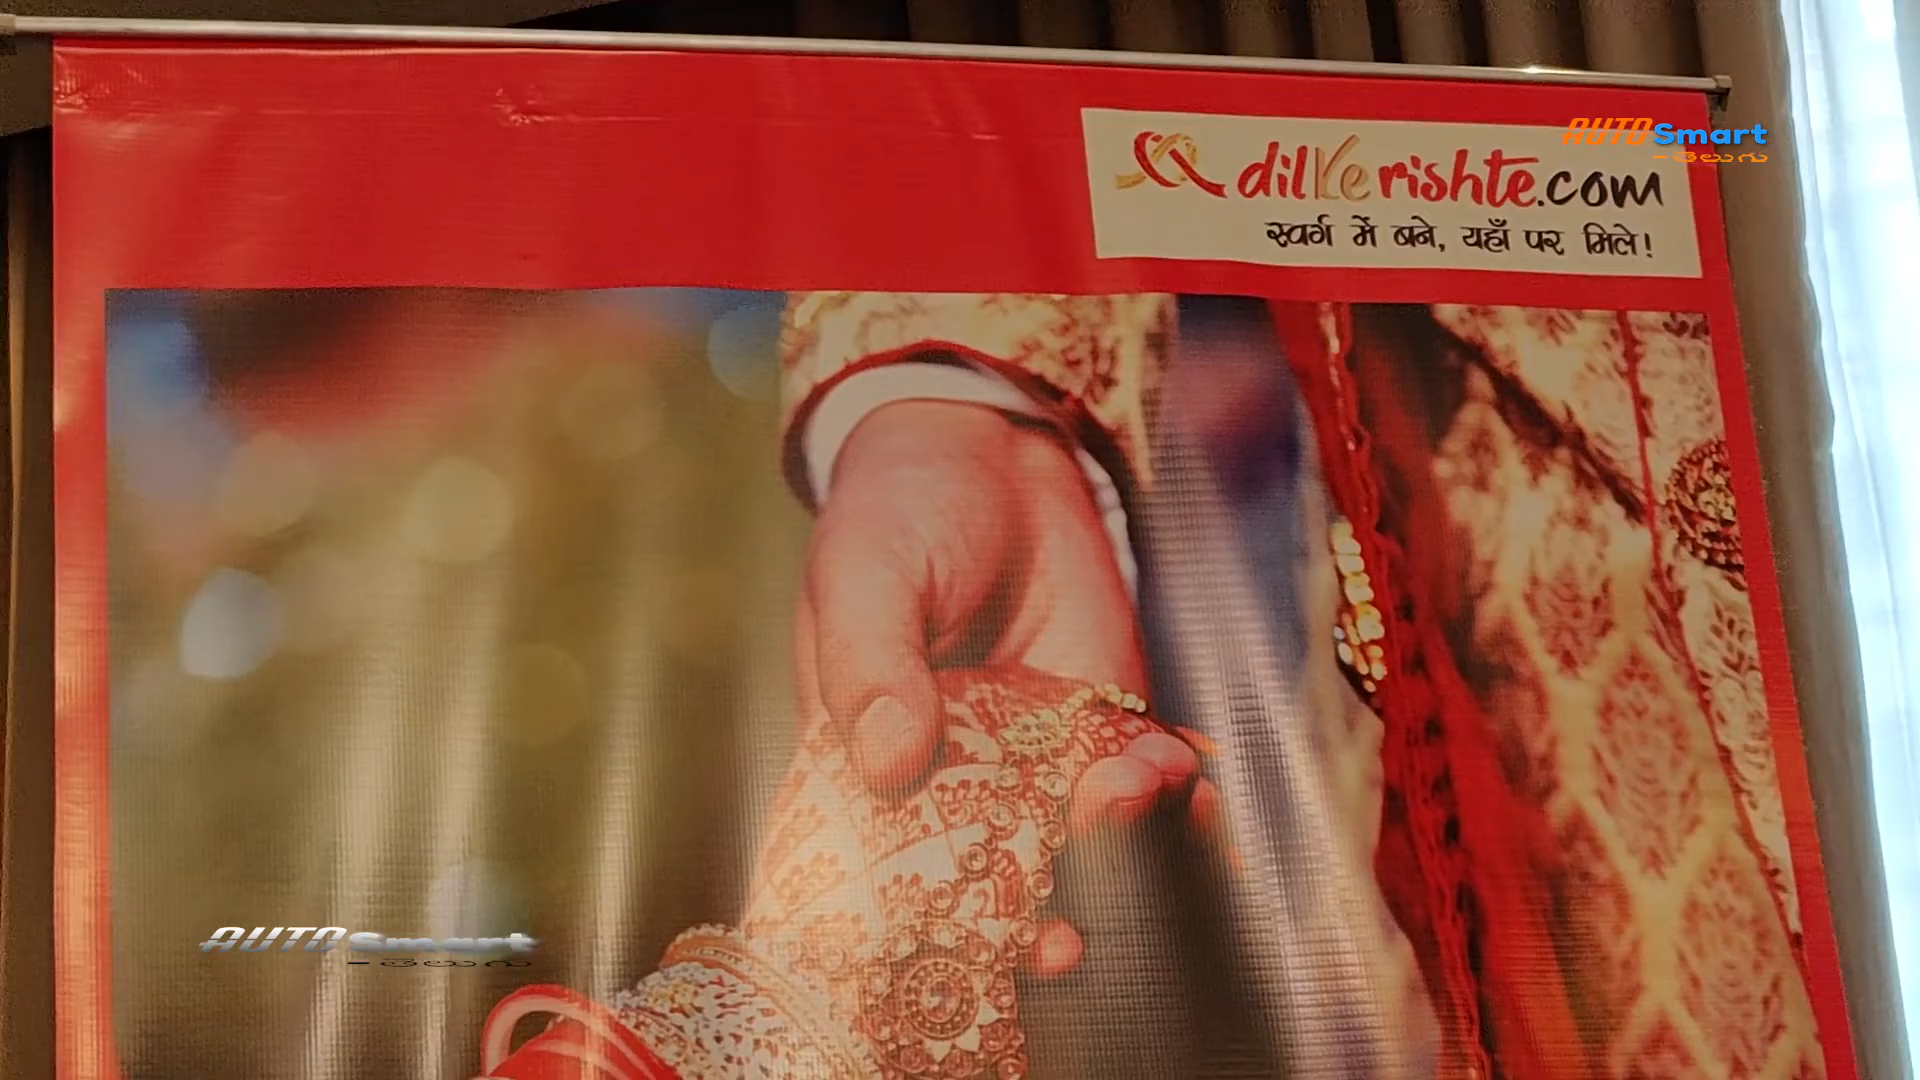 AUTO Smart
- తెలుగు
dilKerishte.com
स्वर्ग में बने, यहाँ पर मिले!
AUTO Smart
- తెలుగు